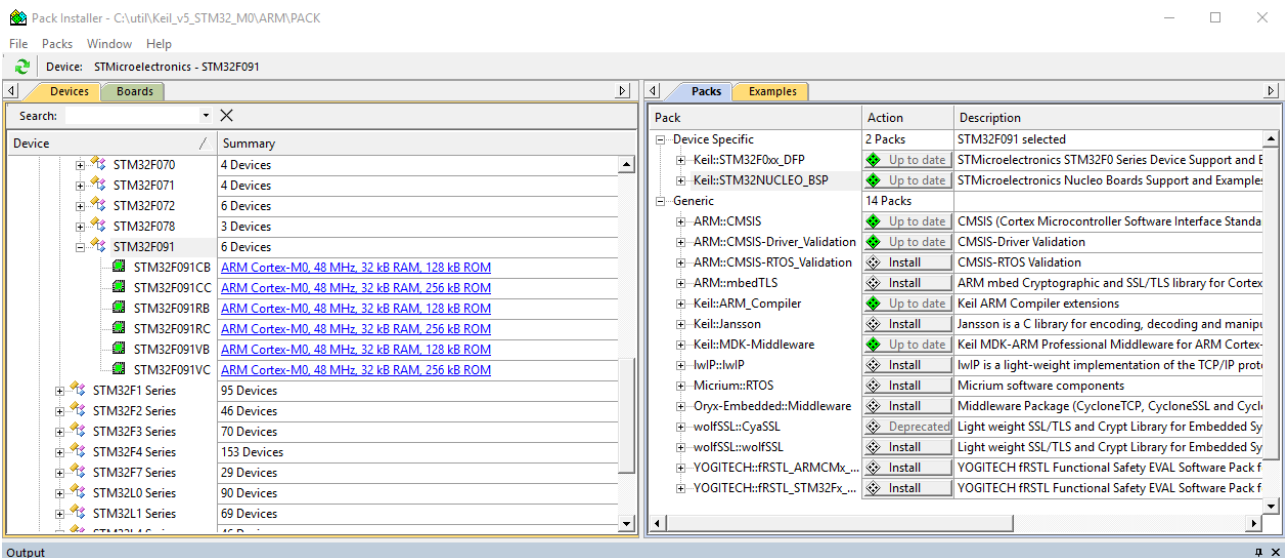 Pack Installer - C:\util\Keil_v5_STM32_M0\ARM\PACK
File Packs Window Help
Device: STMicroelectronics - STM32F091
Devices Boards
Search:
Device Summary
STM32F070 4 Devices
STM32F071 4 Devices
STM32F072 6 Devices
STM32F078 3 Devices
STM32F091 6 Devices
STM32F091CB ARM Cortex-M0, 48 MHz, 32 kB RAM, 128 kB ROM
STM32F091CC ARM Cortex-M0, 48 MHz, 32 kB RAM, 256 kB ROM
STM32F091RB ARM Cortex-M0, 48 MHz, 32 kB RAM, 128 kB ROM
STM32F091RC ARM Cortex-M0, 48 MHz, 32 kB RAM, 256 kB ROM
STM32F091VB ARM Cortex-M0, 48 MHz, 32 kB RAM, 128 kB ROM
STM32F091VC ARM Cortex-M0, 48 MHz, 32 kB RAM, 256 kB ROM
STM32F1 Series 95 Devices
STM32F2 Series 46 Devices
STM32F3 Series 70 Devices
STM32F4 Series 153 Devices
STM32F7 Series 29 Devices
STM32L0 Series 90 Devices
STM32L1 Series 69 Devices
Packs Examples
Pack Action Description
Device Specific 2 Packs STM32F091 selected
Keil::STM32F0xx_DFP Up to date STMicroelectronics STM32F0 Series Device Support and E
Keil::STM32NUCLEO_BSP Up to date STMicroelectronics Nucleo Boards Support and Example
Generic 14 Packs
ARM::CMSIS Up to date CMSIS (Cortex Microcontroller Software Interface Standa
ARM::CMSIS-Driver_Validation Up to date CMSIS-Driver Validation
ARM::CMSIS-RTOS_Validation Install CMSIS-RTOS Validation
ARM::mbedTLS Install ARM mbed Cryptographic and SSL/TLS library for Cortex
Keil::ARM_Compiler Up to date Keil ARM Compiler extensions
Keil::Jansson Install Jansson is a C library for encoding, decoding and manipu
Keil::MDK-Middleware Up to date Keil MDK-ARM Professional Middleware for ARM Cortex-
lwIP::lwIP Install lwIP is a light-weight implementation of the TCP/IP prot
Micrium::RTOS Install Micrium software components
Oryx-Embedded::Middleware Install Middleware Package (CycloneTCP, CycloneSSL and Cycl
wolfSSL::CyaSSL Deprecated Light weight SSL/TLS and Crypt Library for Embedded Sy
wolfSSL::wolfSSL Install Light weight SSL/TLS and Crypt Library for Embedded Sy
YOGITECH::fRSTL_ARMCMx_... Install YOGITECH fRSTL Functional Safety EVAL Software Pack f
YOGITECH::fRSTL_STM32Fx_... Install YOGITECH fRSTL Functional Safety EVAL Software Pack f
Output